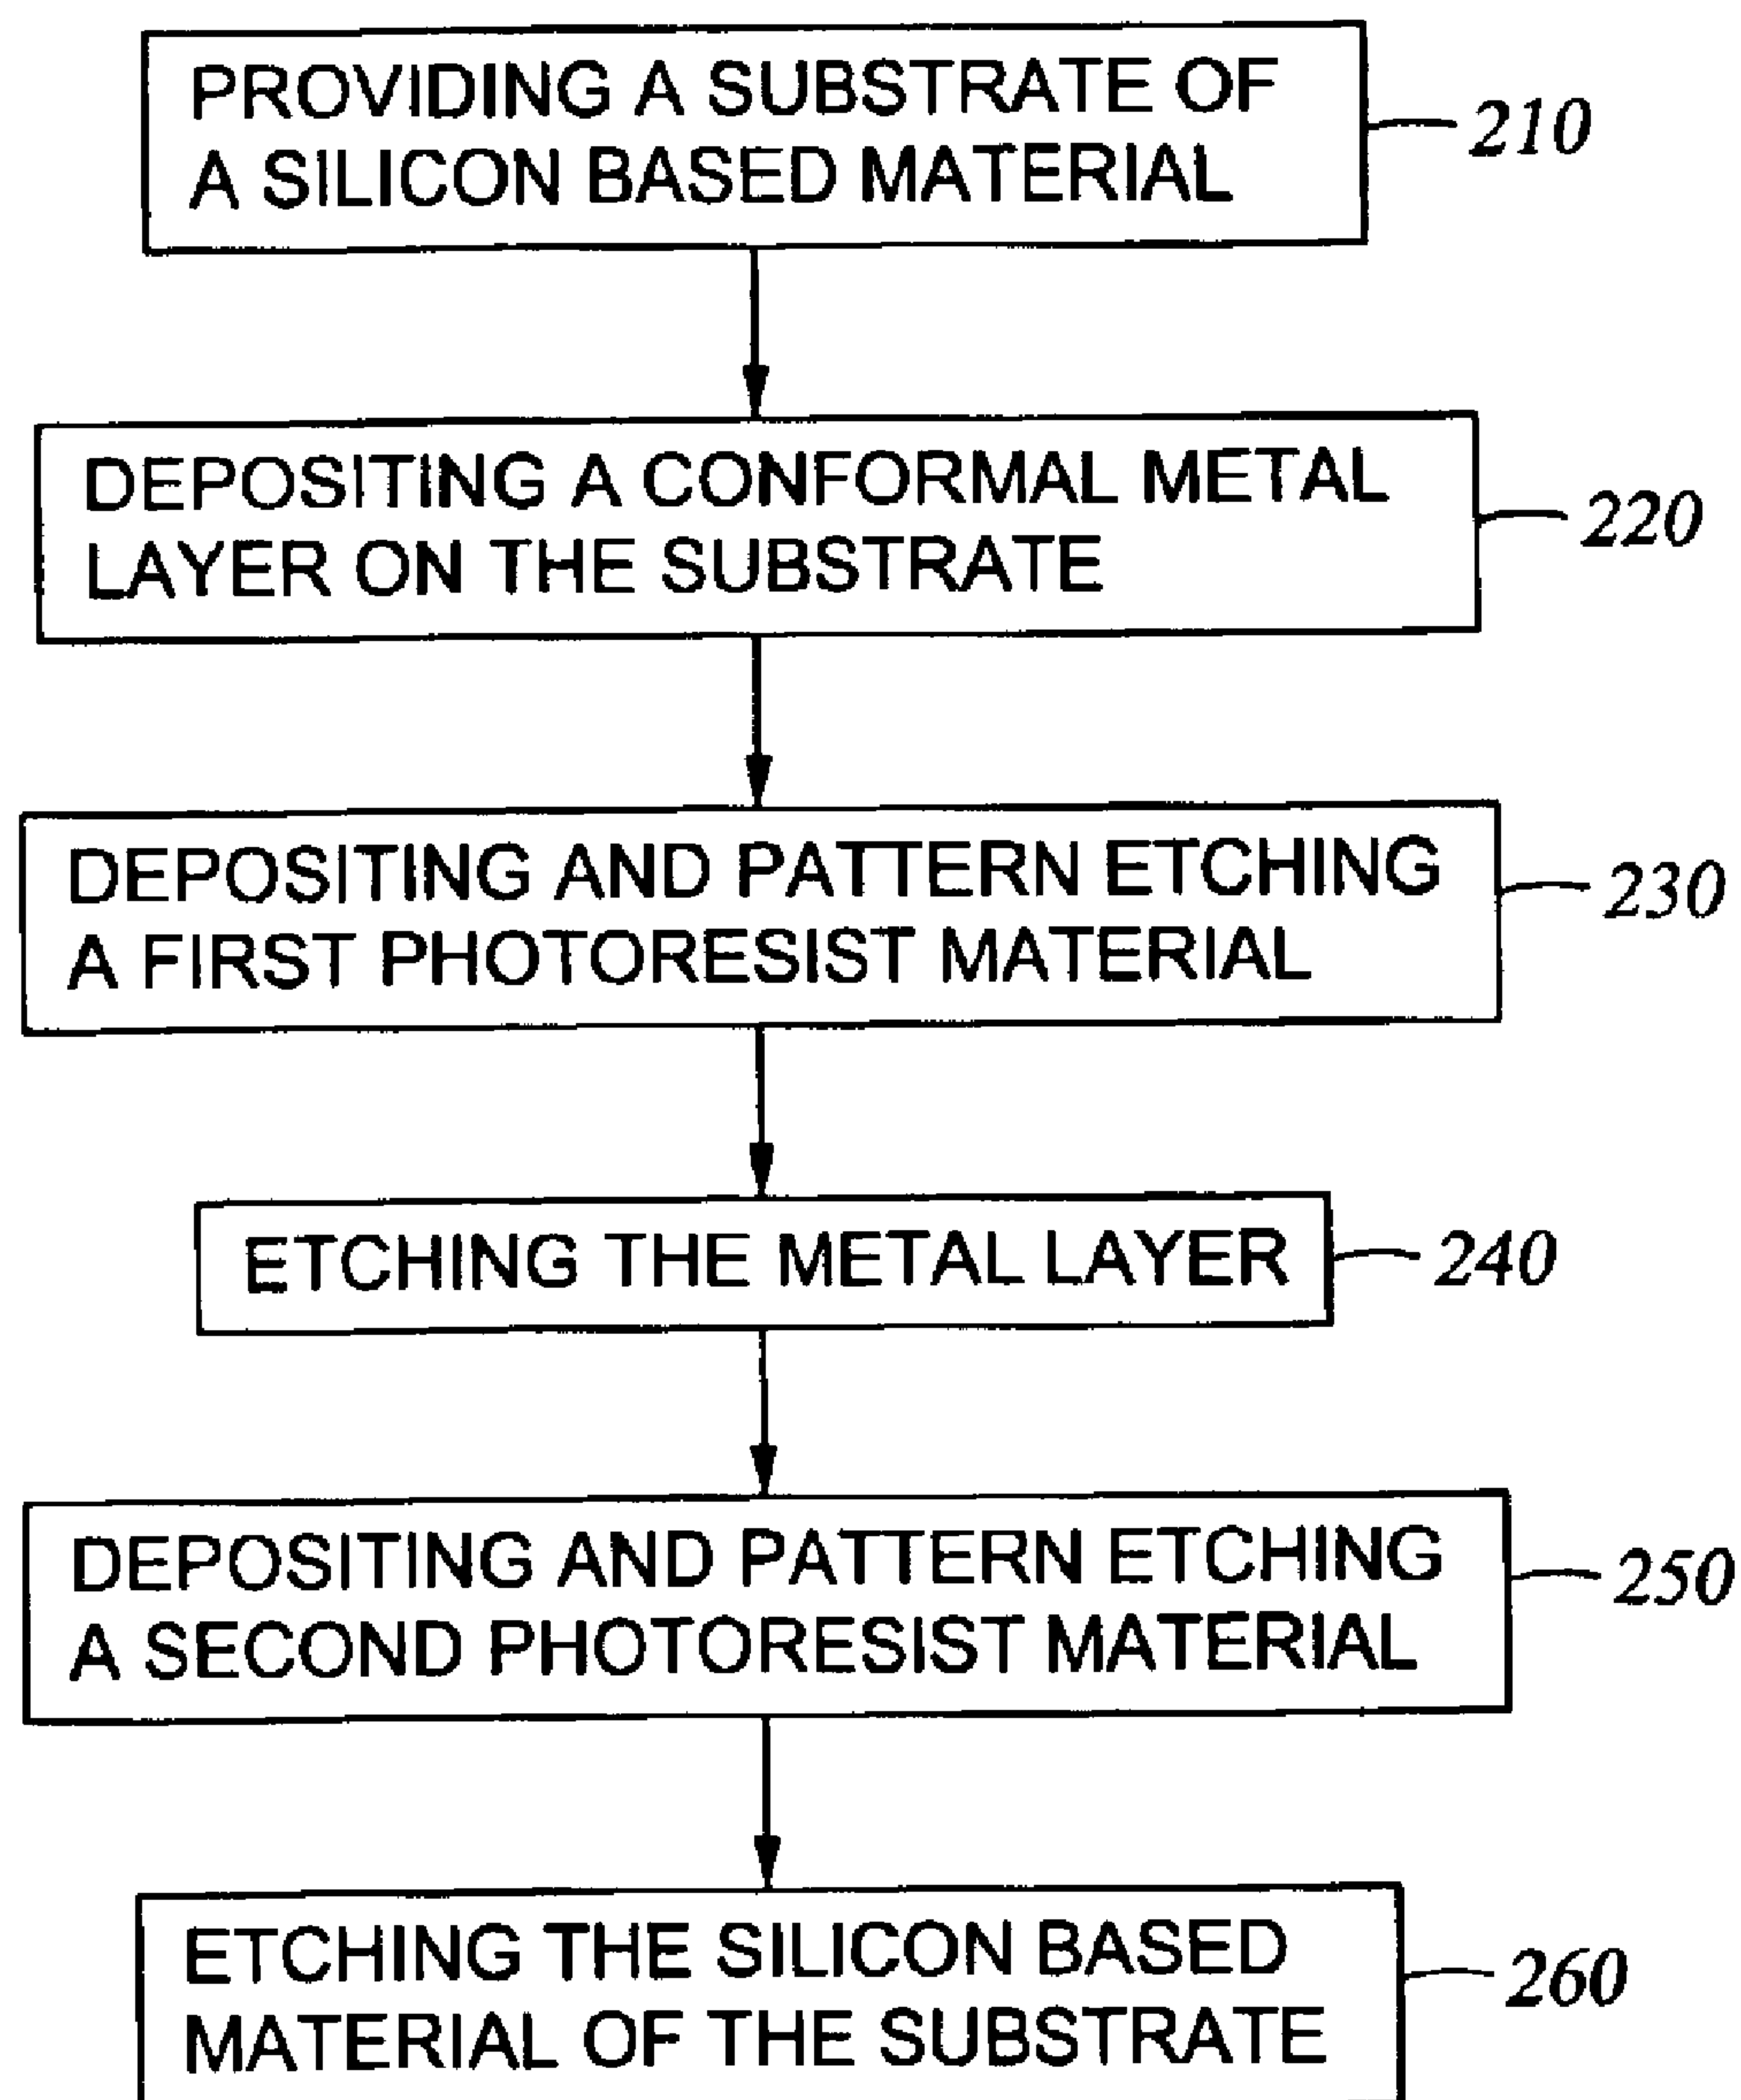 PROVIDING A SUBSTRATE OF
A SILICON BASED MATERIAL
210
DEPOSITING A CONFORMAL METAL
LAYER ON THE SUBSTRATE
220
DEPOSITING AND PATTERN ETCHING
A FIRST PHOTORESIST MATERIAL
230
ETCHING THE METAL LAYER
240
DEPOSITING AND PATTERN ETCHING
A SECOND PHOTORESIST MATERIAL
250
ETCHING THE SILICON BASED
MATERIAL OF THE SUBSTRATE
260